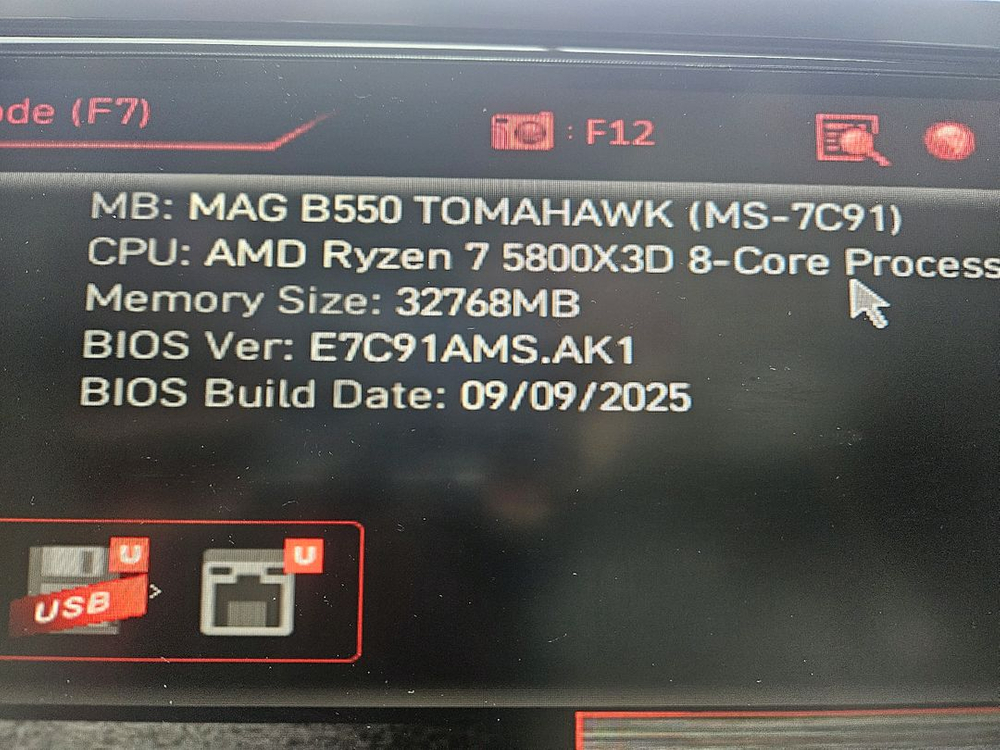 ode (F7)
: F12
MB: MAG B550 TOMAHAWK (MS-7C91)
CPU: AMD Ryzen 7 5800X3D 8-Core Process
Memory Size: 32768MB
BIOS Ver: E7C91AMS.AK1
BIOS Build Date: 09/09/2025
U
U
USB